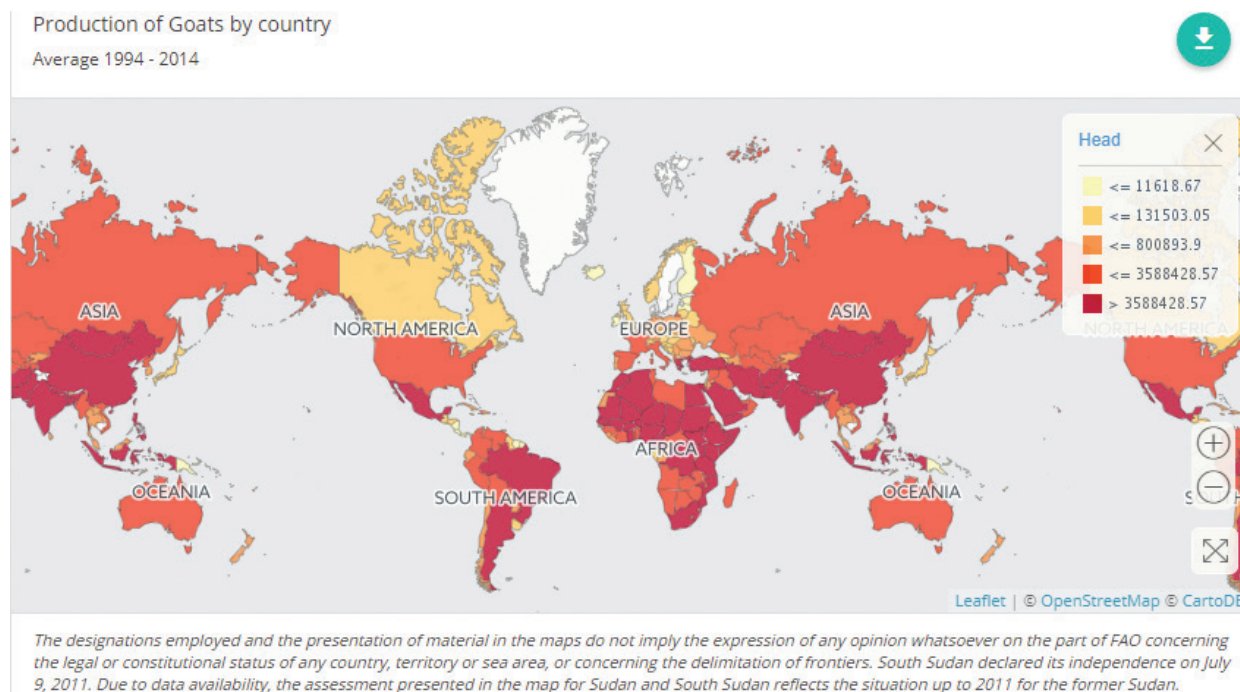 Production of Goats by country
Average 1994 - 2014
Head
<= 11618.67
<= 131503.05
<= 800893.9
<= 3588428.57
> 3588428.57
ASIA
NORTH AMERICA
EUROPE
ASIA
NORTH AMERICA
AFRICA
OCEANIA
SOUTH AMERICA
OCEANIA
Leaflet | © OpenStreetMap © CartoDB
The designations employed and the presentation of material in the maps do not imply the expression of any opinion whatsoever on the part of FAO concerning
the legal or constitutional status of any country, territory or sea area, or concerning the delimitation of frontiers. South Sudan declared its independence on July
9, 2011. Due to data availability, the assessment presented in the map for Sudan and South Sudan reflects the situation up to 2011 for the former Sudan.